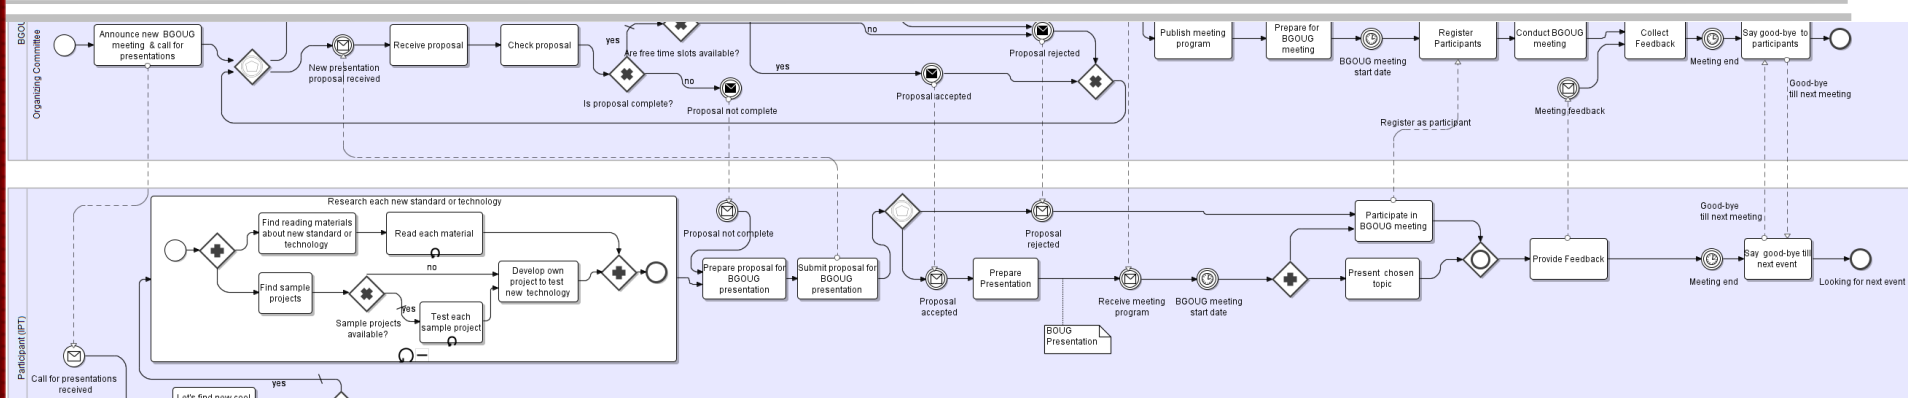 BGOU
Organizing Committee
Announce new BGOUG
meeting & call for
presentations
New presentation
proposal received
Receive proposal
Check proposal
yes
Are free time slots available?
Is proposal complete?
no
Proposal not complete
no
yes
Proposal accepted
Proposal rejected
Publish meeting
program
Prepare for
BGOUG
meeting
BGOUG meeting
start date
Register
Participants
Conduct BGOUG
meeting
Collect
Feedback
Meeting end
Say good-bye to
participants
Good-bye
till next meeting
Meeting feedback
Register as participant
Participant (IPT)
Research each new standard or technology
Find reading materials
about new standard or
technology
Read each material
Find sample
projects
no
Sample projects
available?
yes
Test each
sample project
Develop own
project to test
new technology
Proposal not complete
Prepare proposal for
BGOUG
presentation
Submit proposal for
BGOUG
presentation
Proposal
rejected
Proposal
accepted
Prepare
Presentation
BOUG
Presentation
Receive meeting
program
BGOUG meeting
start date
Participate in
BGOUG meeting
Present chosen
topic
Provide Feedback
Good-bye
till next meeting
Meeting end
Say good-bye till
next event
Looking for next event
Call for presentations
received
yes
Let's find new cool